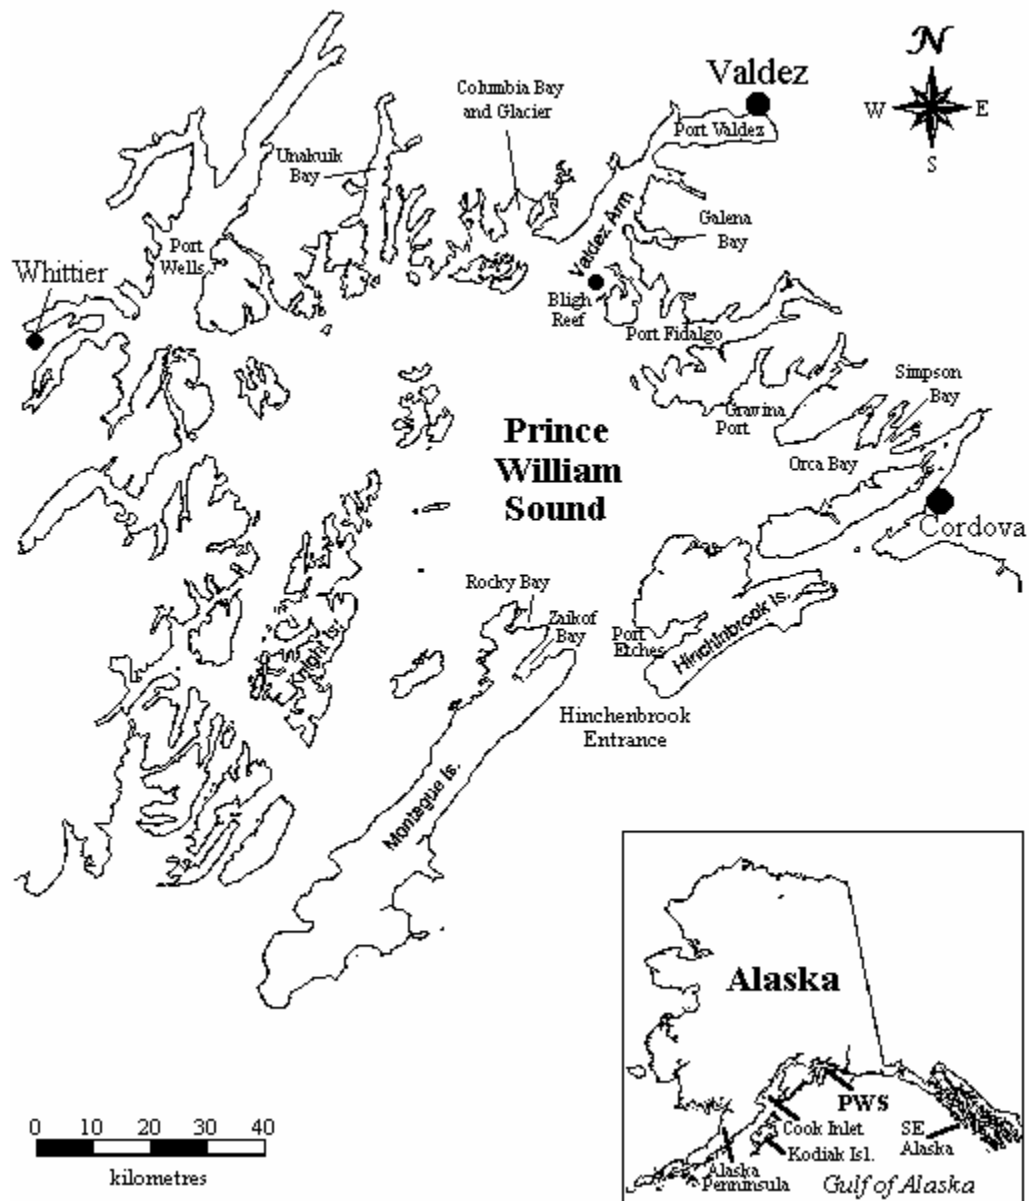 N
W E
S
Valdez
Port Valdez
Columbia Bay
and Glacier
Unakuik
Bay
Valdez Arm
Galena
Bay
Port
Wells
Whittier
Bligh
Reef
Port Fidalgo
Simpson
Bay
Gravina
Port
Orca Bay
Prince
William
Sound
Cordova
Rocky Bay
Zaikof
Bay
Port
Etches
Hinchinbrook Is.
Knight Is.
Hinchenbrook
Entrance
Montague Is.
0 10 20 30 40
kilometres
Alaska
PWS
Cook Inlet
Kodiak Isl.
SE
Alaska
Alaska
Penninsula
Gulf of Alaska